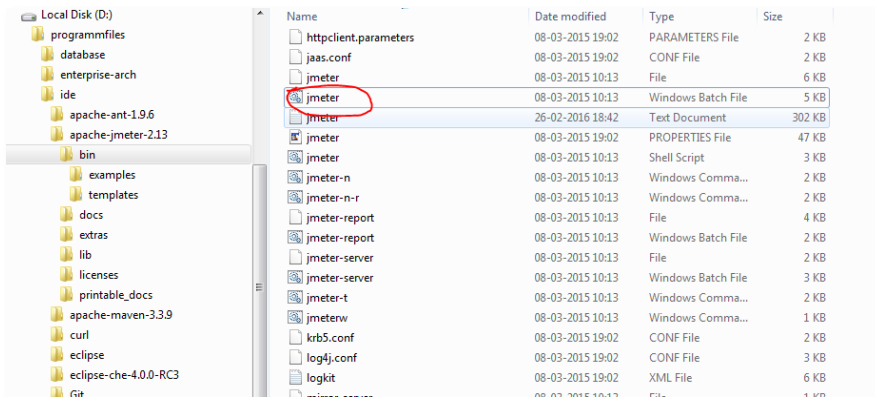 Local Disk (D:)
programmfiles
database
enterprise-arch
ide
apache-ant-1.9.6
apache-jmeter-2.13
bin
examples
templates
docs
extras
lib
licenses
printable_docs
apache-maven-3.3.9
curl
eclipse
eclipse-che-4.0.0-RC3
Git
Name Date modified Type Size
httpclient.parameters 08-03-2015 19:02 PARAMETERS File 2 KB
jaas.conf 08-03-2015 19:02 CONF File 2 KB
jmeter 08-03-2015 10:13 File 6 KB
jmeter 08-03-2015 10:13 Windows Batch File 5 KB
jmeter 26-02-2016 18:42 Text Document 302 KB
jmeter 08-03-2015 19:02 PROPERTIES File 47 KB
jmeter 08-03-2015 10:13 Shell Script 3 KB
jmeter-n 08-03-2015 10:13 Windows Comma... 2 KB
jmeter-n-r 08-03-2015 10:13 Windows Comma... 2 KB
jmeter-report 08-03-2015 10:13 File 4 KB
jmeter-report 08-03-2015 10:13 Windows Batch File 2 KB
jmeter-server 08-03-2015 10:13 File 2 KB
jmeter-server 08-03-2015 10:13 Windows Batch File 3 KB
jmeter-t 08-03-2015 10:13 Windows Comma... 2 KB
jmeterw 08-03-2015 10:13 Windows Comma... 1 KB
krb5.conf 08-03-2015 19:02 CONF File 2 KB
log4j.conf 08-03-2015 19:02 CONF File 3 KB
logkit 08-03-2015 19:02 XML File 6 KB